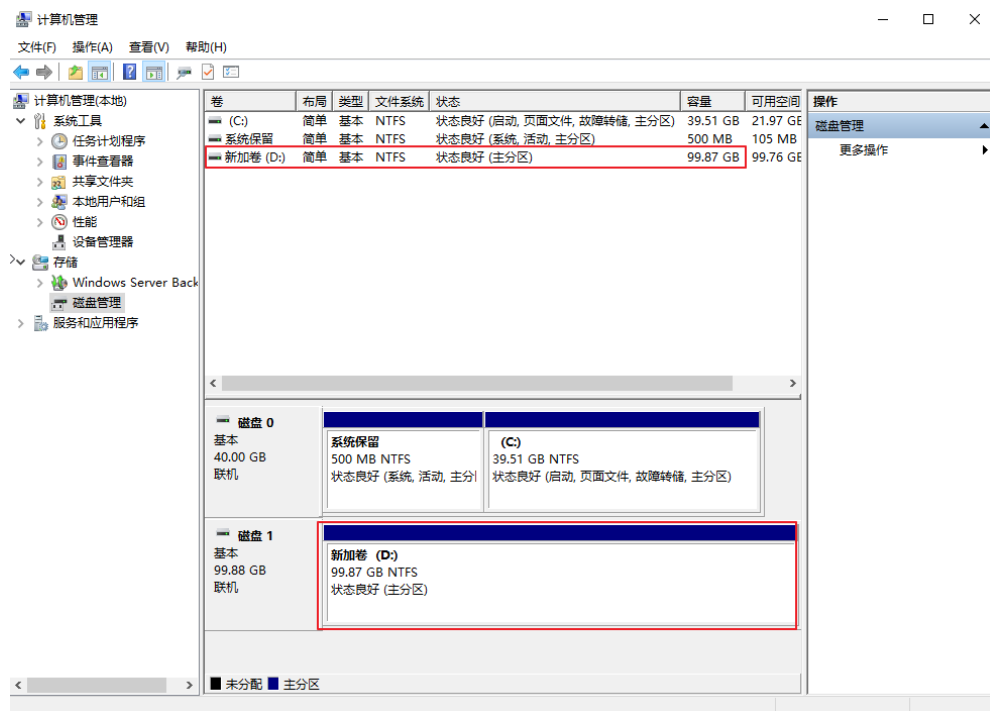 计算机管理
文件(F) 操作(A) 查看(V) 帮助(H)
计算机管理(本地)
系统工具
任务计划程序
事件查看器
共享文件夹
本地用户和组
性能
设备管理器
存储
Windows Server Back
磁盘管理
服务和应用程序
卷 布局 类型 文件系统 状态 容量 可用空间
(C:) 简单 基本 NTFS 状态良好 (启动, 页面文件, 故障转储, 主分区) 39.51 GB 21.97 GB
系统保留 简单 基本 NTFS 状态良好 (系统, 活动, 主分区) 500 MB 105 MB
新加卷 (D:) 简单 基本 NTFS 状态良好 (主分区) 99.87 GB 99.76 GB
磁盘 0
基本
40.00 GB
联机
系统保留
500 MB NTFS
状态良好 (系统, 活动, 主分
(C:)
39.51 GB NTFS
状态良好 (启动, 页面文件, 故障转储, 主分区)
磁盘 1
基本
99.88 GB
联机
新加卷 (D:)
99.87 GB NTFS
状态良好 (主分区)
未分配 主分区
操作
磁盘管理
更多操作